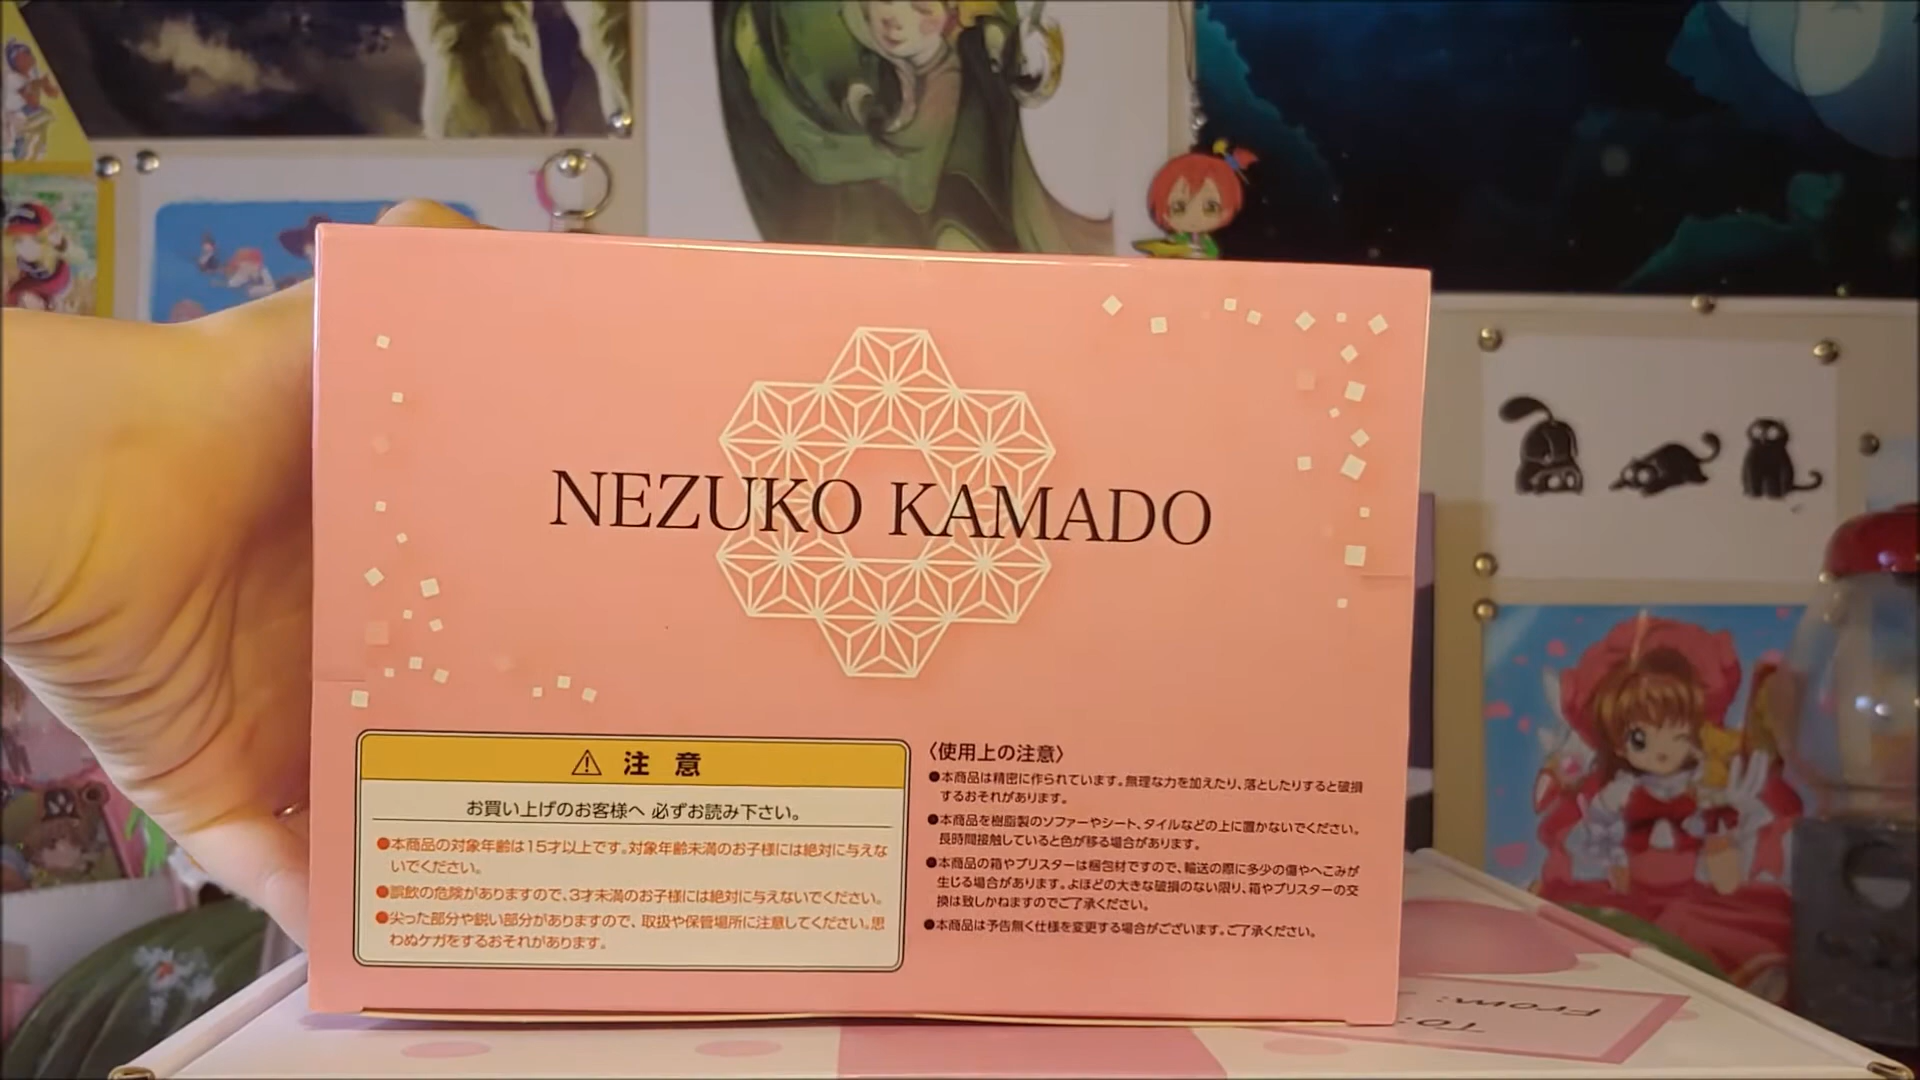 NEZUKO KAMADO
⚠ 注 意
お買い上げのお客様へ 必ずお読み下さい。
●本商品の対象年齢は15才以上です。対象年齢未満のお子様には絶対に与えな
いでください。
●誤飲の危険がありますので、3才未満のお子様には絶対に与えないでください。
●尖った部分や鋭い部分がありますので、取扱や保管場所に注意してください。思
わぬケガをするおそれがあります。
〈使用上の注意〉
●本商品は精密に作られています。無理な力を加えたり、落としたりすると破損
するおそれがあります。
●本商品を樹脂製のソファーやシート、タイルなどの上に置かないでください。
長時間接触していると色が移る場合があります。
●本商品の箱やブリスターは梱包材ですので、輸送の際に多少の傷やへこみが
生じる場合があります。よほどの大きな破損のない限り、箱やブリスターの交
換は致しかねますのでご了承ください。
●本商品は予告無く仕様を変更する場合がございます。ご了承ください。
From:
To: